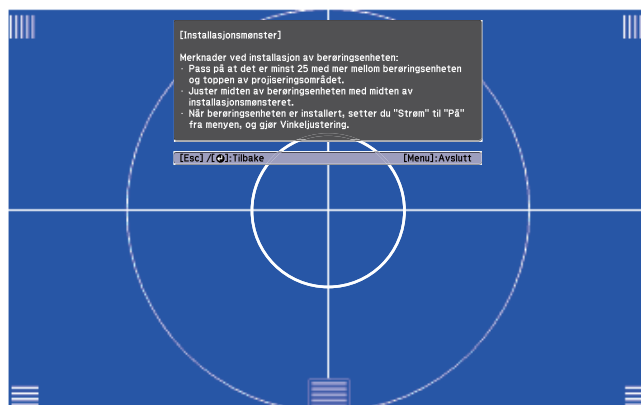 [Installasjonsmønster]
Merknader ved installasjon av berøringsenheten:
· Pass på at det er minst 25 med mer mellom berøringsenheten
og toppen av projiseringsområdet.
· Juster midten av berøringsenheten med midten av
installasjonsmønsteret.
· Når berøringsenheten er installert, setter du "Strøm" til "På"
fra menyen, og gjør Vinkeljustering.
[Esc] /[↵]:Tilbake [Menu]:Avslutt